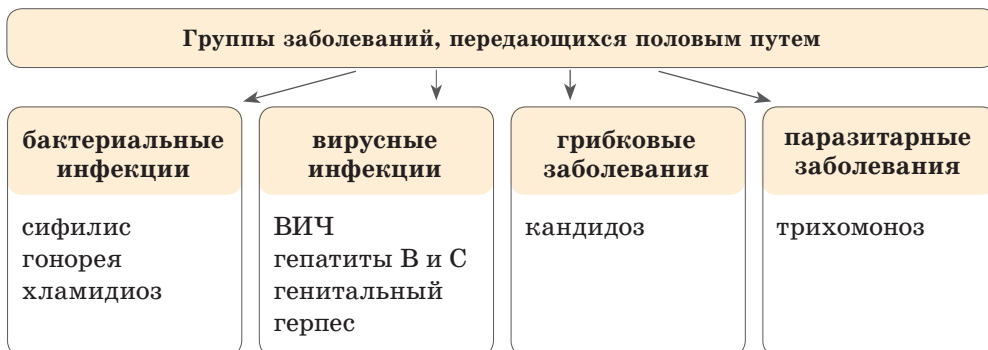 Группы заболеваний, передающихся половым путем
бактериальные
инфекции
сифилис
гонорея
хламидиоз
вирусные
инфекции
ВИЧ
гепатиты В и С
генитальный
герпес
грибковые
заболевания
кандидоз
паразитарные
заболевания
трихомоноз